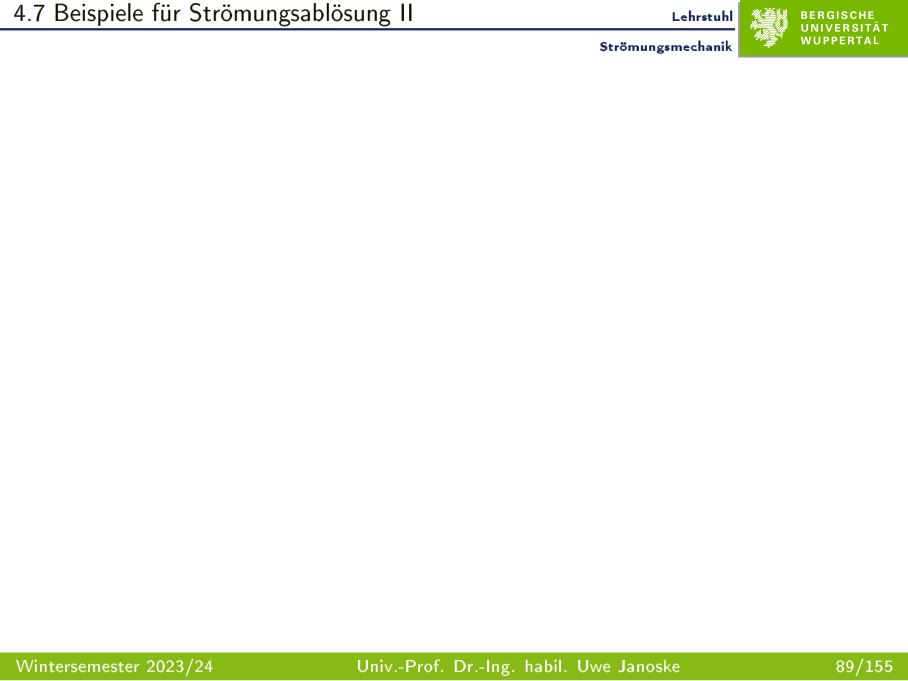 4.7 Beispiele für Strömungsablösung II
Lehrstuhl
Strömungsmechanik
BERGISCHE
UNIVERSITÄT
WUPPERTAL
Wintersemester 2023/24
Univ.-Prof. Dr.-Ing. habil. Uwe Janoske
89/155